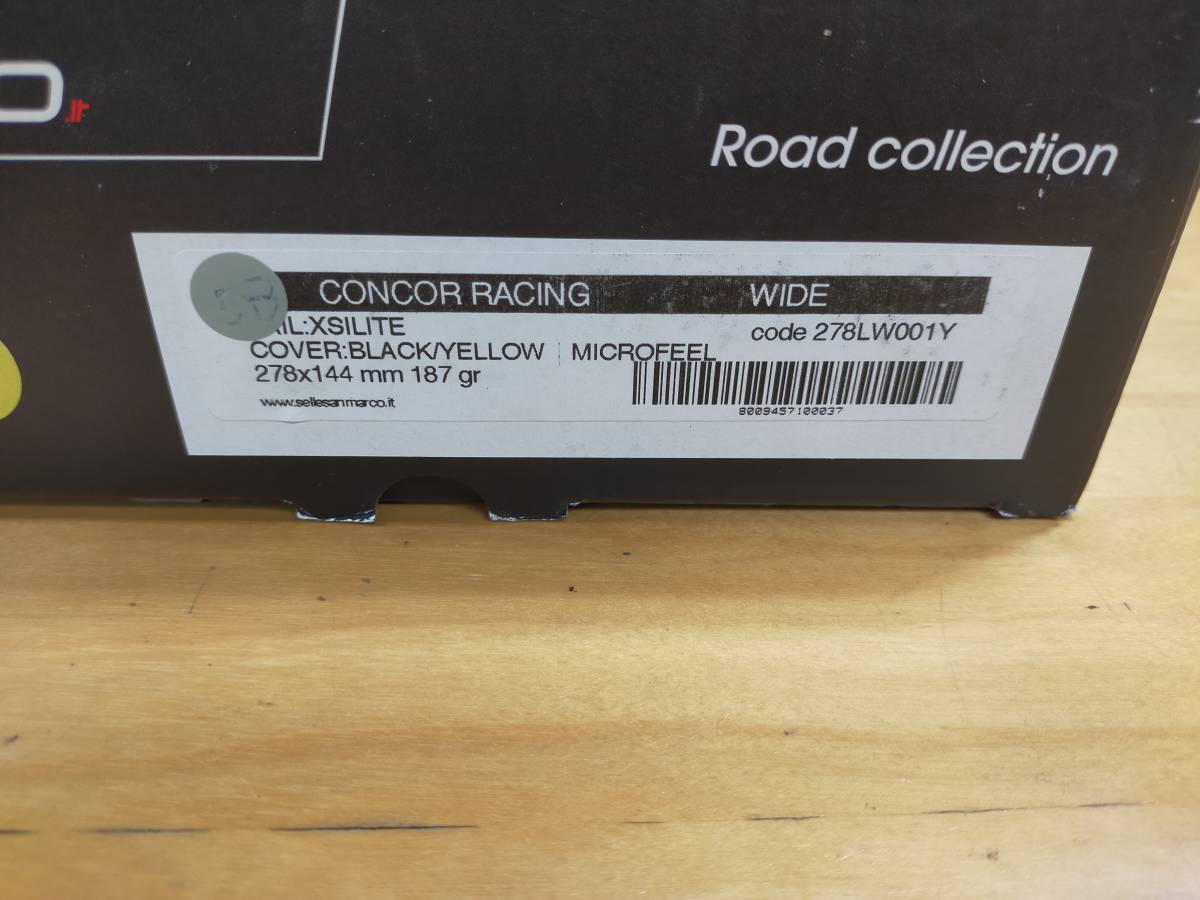 o.it
Road collection
CONCOR RACING WIDE
IL:XSILITE code 278LW001Y
COVER:BLACK/YELLOW | MICROFEEL
278x144 mm 187 gr
www.sellesanmarco.it
8009457100037